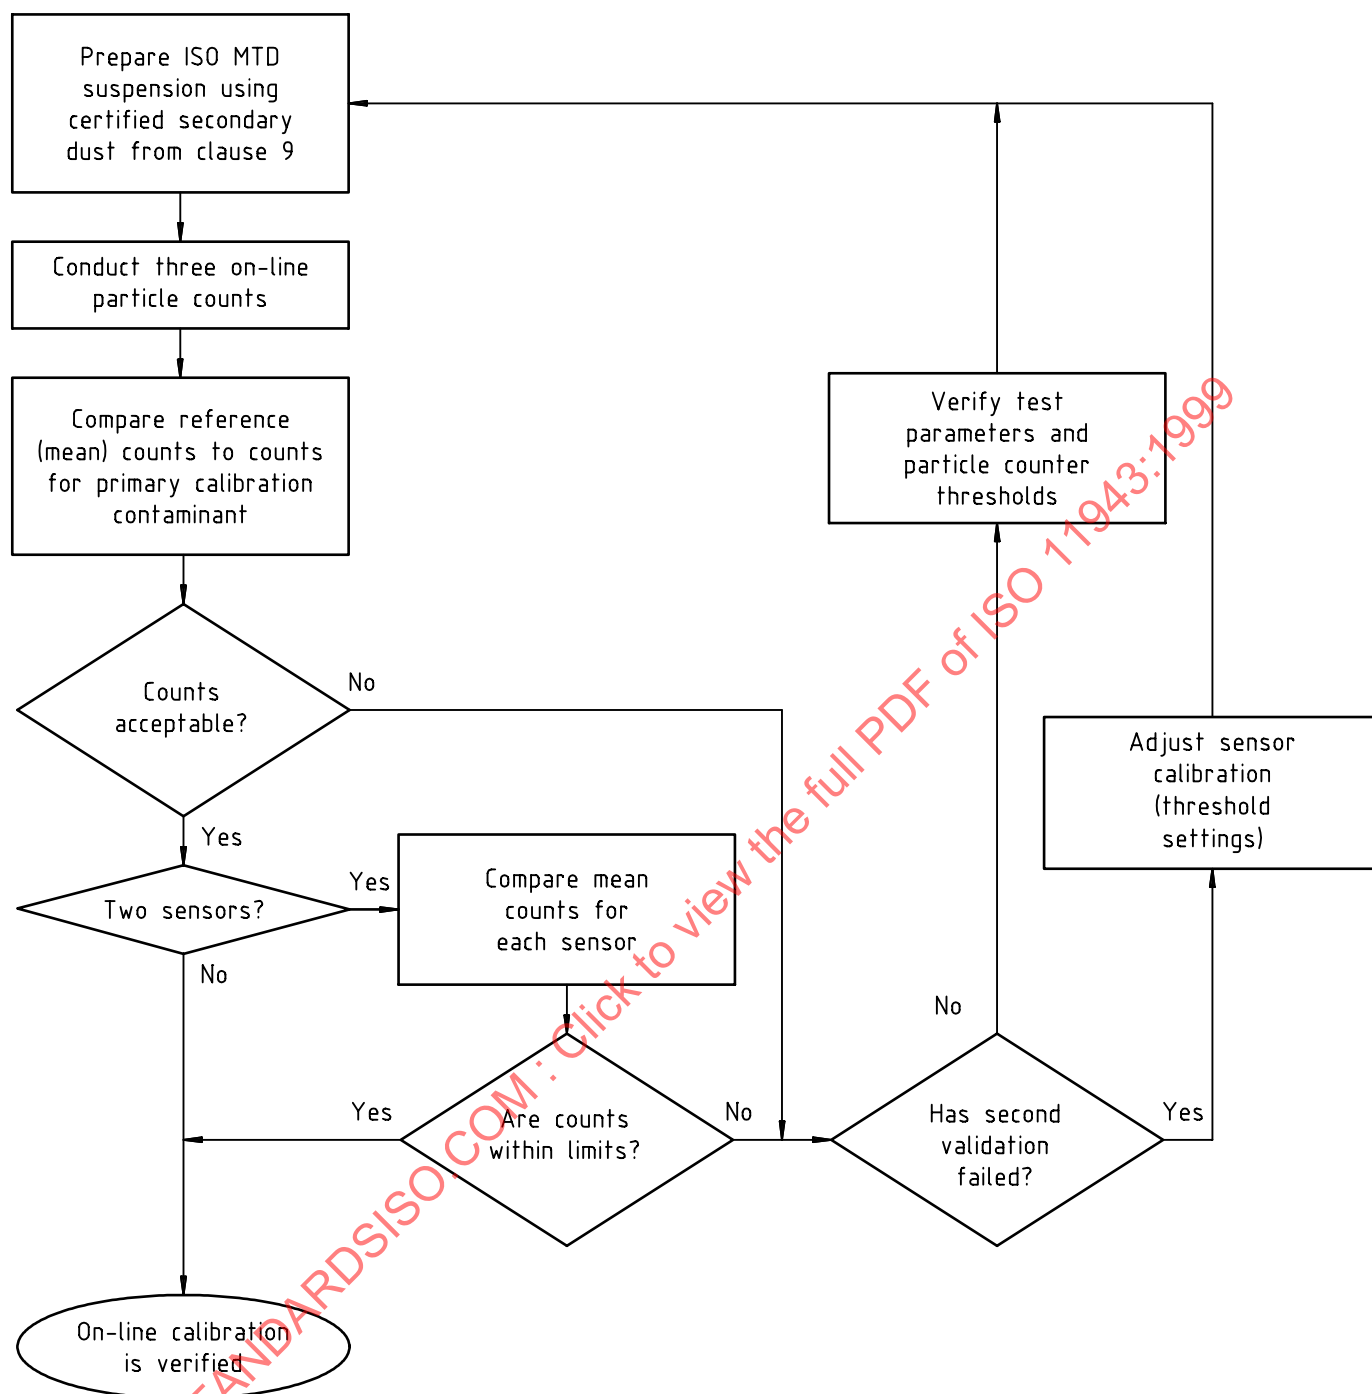 Prepare ISO MTD
suspension using
certified secondary
dust from clause 9
Conduct three on-line
particle counts
Compare reference
(mean) counts to counts
for primary calibration
contaminant
Counts
acceptable?
No
Yes
Two sensors?
Yes
No
Compare mean
counts for
each sensor
Are counts
within limits?
Yes
No
Has second
validation
failed?
No
Yes
Verify test
parameters and
particle counter
thresholds
Adjust sensor
calibration
(threshold
settings)
On-line calibration
is verified
TANDARDSISO.COM : Click to view the full PDF of ISO 11943:1999